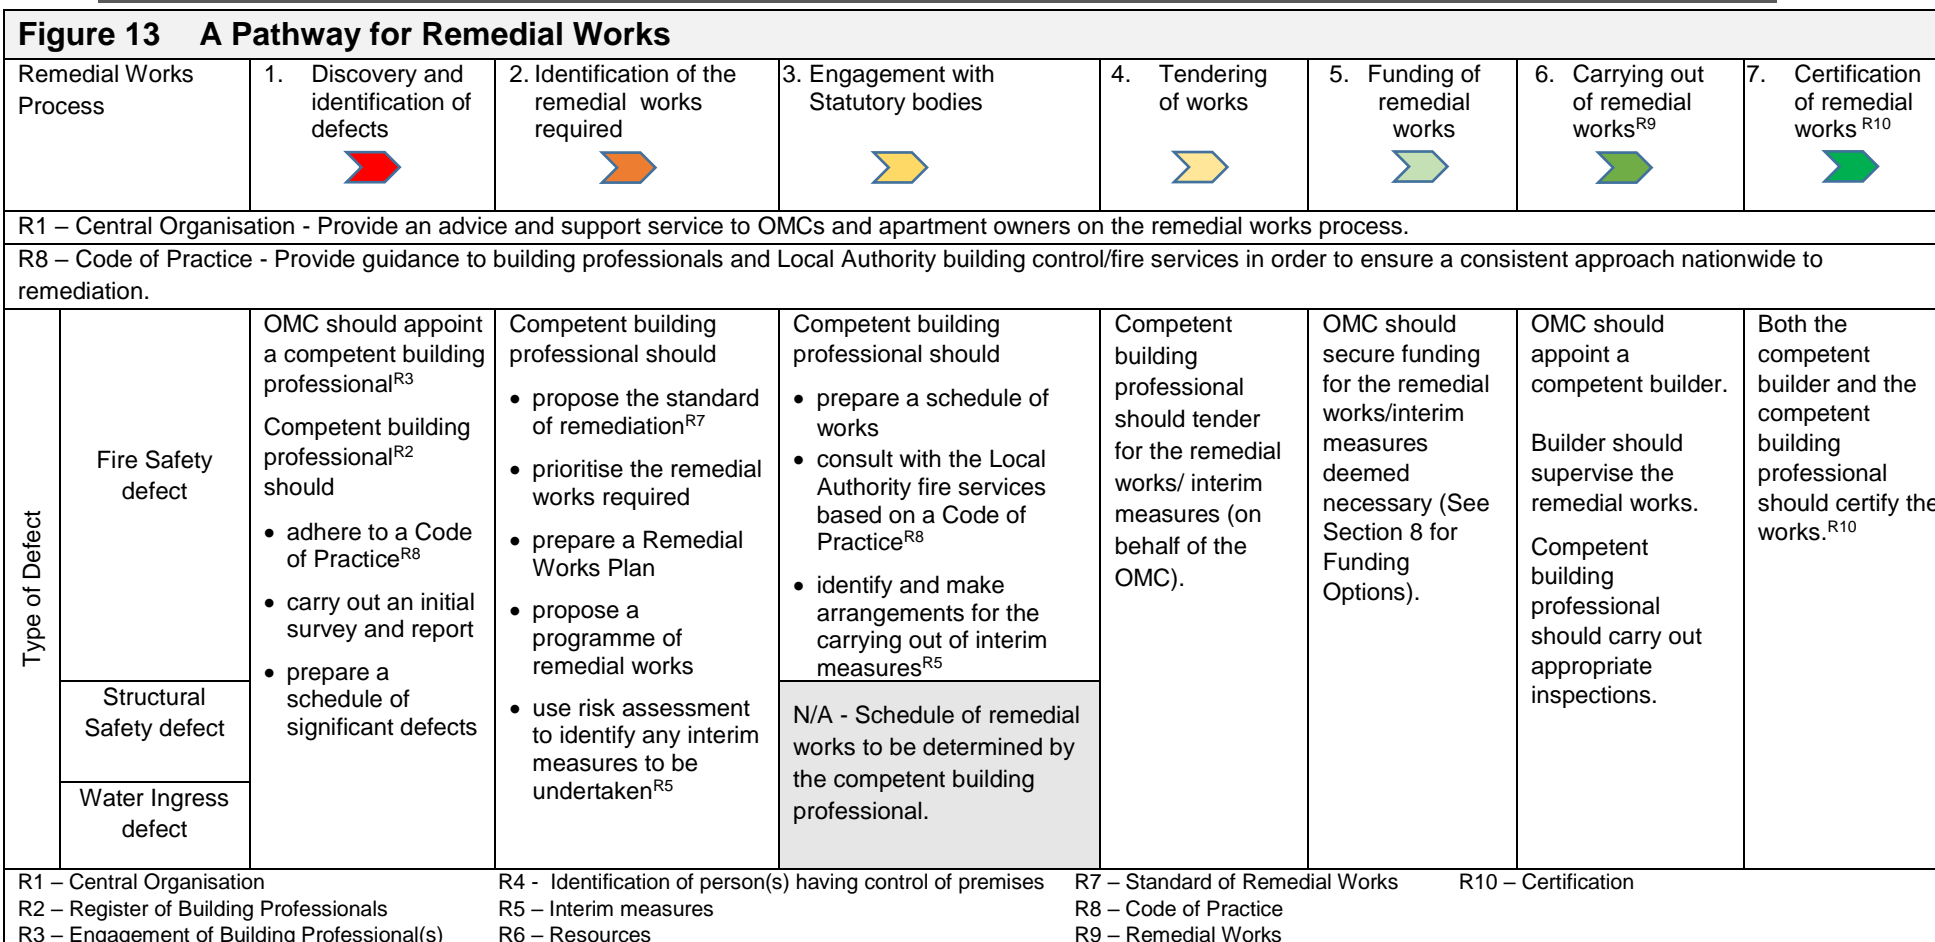 Figure 13 A Pathway for Remedial Works
Remedial Works
Process
1. Discovery and
identification of
defects
2. Identification of the
remedial works
required
3. Engagement with
Statutory bodies
4. Tendering
of works
5. Funding of
remedial
works
6. Carrying out
of remedial
worksR9
7. Certification
of remedial
works R10
R1 – Central Organisation - Provide an advice and support service to OMCs and apartment owners on the remedial works process.
R8 – Code of Practice - Provide guidance to building professionals and Local Authority building control/fire services in order to ensure a consistent approach nationwide to
remediation.
Type of Defect
Fire Safety
defect
Structural
Safety defect
Water Ingress
defect
OMC should appoint
a competent building
professionalR3
Competent building
professionalR2
should
• adhere to a Code
of PracticeR8
• carry out an initial
survey and report
• prepare a
schedule of
significant defects
Competent building
professional should
• propose the standard
of remediationR7
• prioritise the remedial
works required
• prepare a Remedial
Works Plan
• propose a
programme of
remedial works
• use risk assessment
to identify any interim
measures to be
undertakenR5
Competent building
professional should
• prepare a schedule of
works
• consult with the Local
Authority fire services
based on a Code of
PracticeR8
• identify and make
arrangements for the
carrying out of interim
measuresR5
N/A - Schedule of remedial
works to be determined by
the competent building
professional.
Competent
building
professional
should tender
for the remedial
works/ interim
measures (on
behalf of the
OMC).
OMC should
secure funding
for the remedial
works/interim
measures
deemed
necessary (See
Section 8 for
Funding
Options).
OMC should
appoint a
competent builder.
Builder should
supervise the
remedial works.
Competent
building
professional
should carry out
appropriate
inspections.
Both the
competent
builder and the
competent
building
professional
should certify the
works.R10
R1 – Central Organisation
R2 – Register of Building Professionals
R3 – Engagement of Building Professional(s)
R4 - Identification of person(s) having control of premises
R5 – Interim measures
R6 – Resources
R7 – Standard of Remedial Works
R8 – Code of Practice
R9 – Remedial Works
R10 – Certification